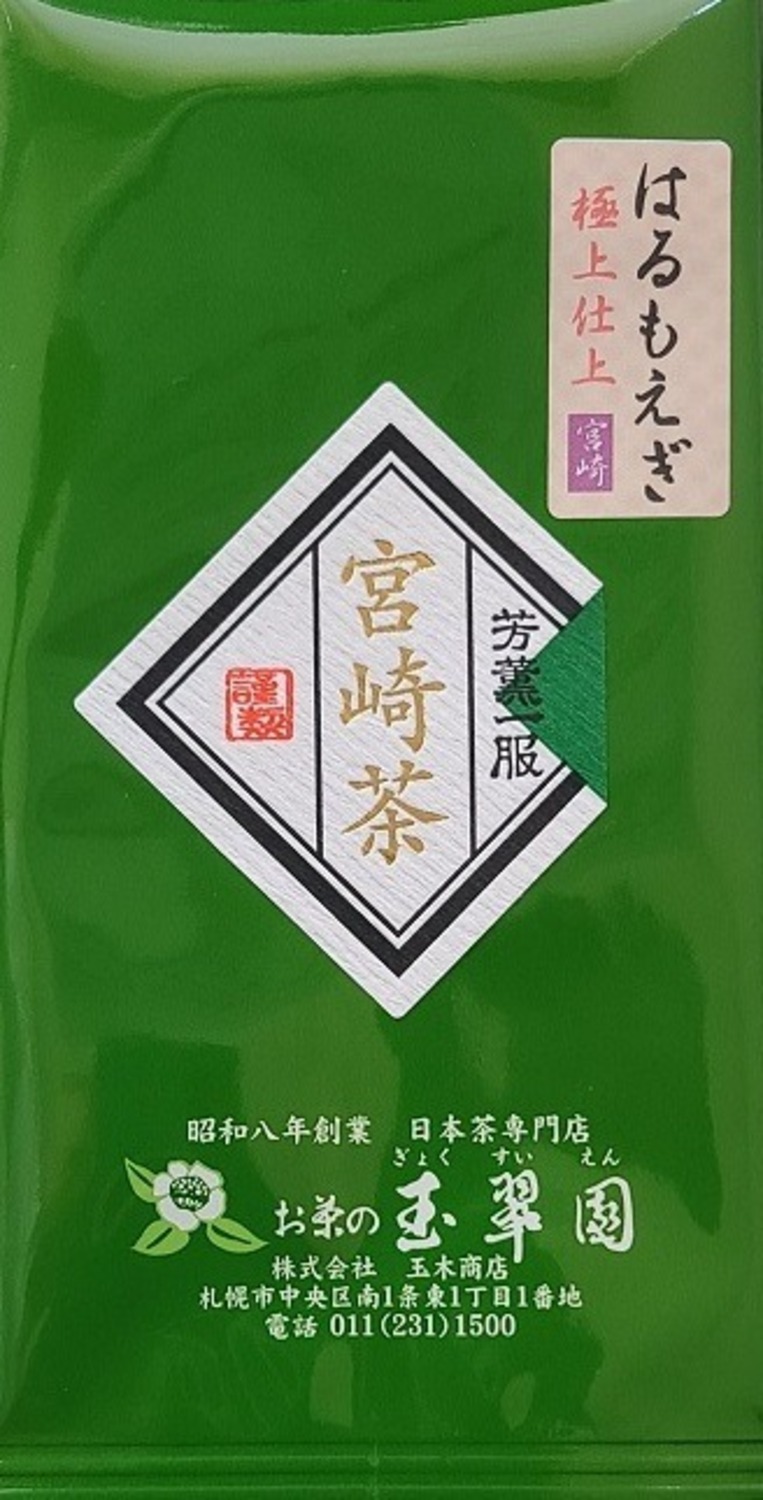 はるもえぎ
極上仕上
宮崎
芳薫一服
宮崎茶
謹製
昭和八年創業　日本茶専門店
ぎょく　すい　えん
お茶の玉翠園
株式会社　玉木商店
札幌市中央区南1条東1丁目1番地
電話 011(231)1500